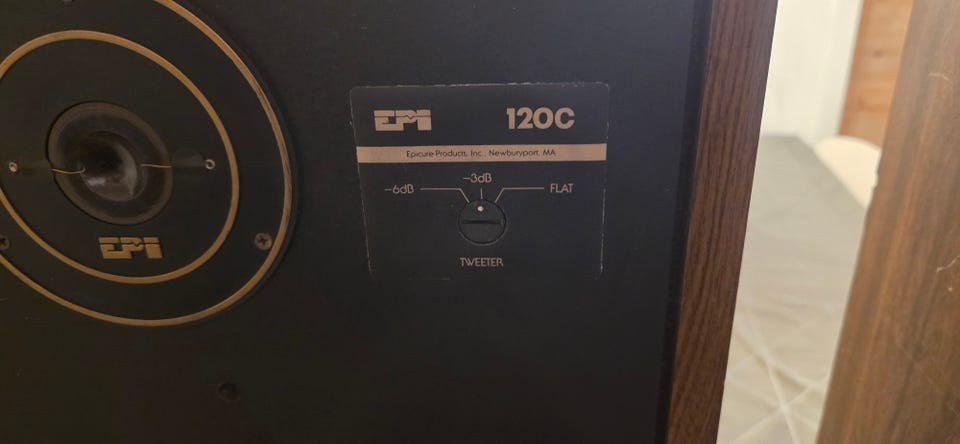 EPI 120C
Epicure Products, Inc., Newburyport, MA
-3dB
-6dB FLAT
TWEETER
EPI